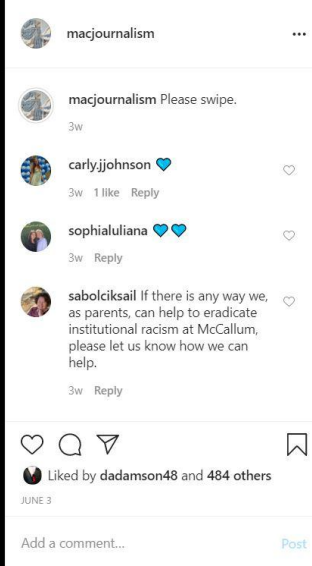 macjournalism
macjournalism Please swipe.
3w
carly.jjohnson 💙
3w 1 like Reply
sophialuliana 💙💙
3w Reply
sabolciksail If there is any way we,
as parents, can help to eradicate
institutional racism at McCallum,
please let us know how we can
help.
3w Reply
Liked by dadamson48 and 484 others
JUNE 3
Add a comment...
Post